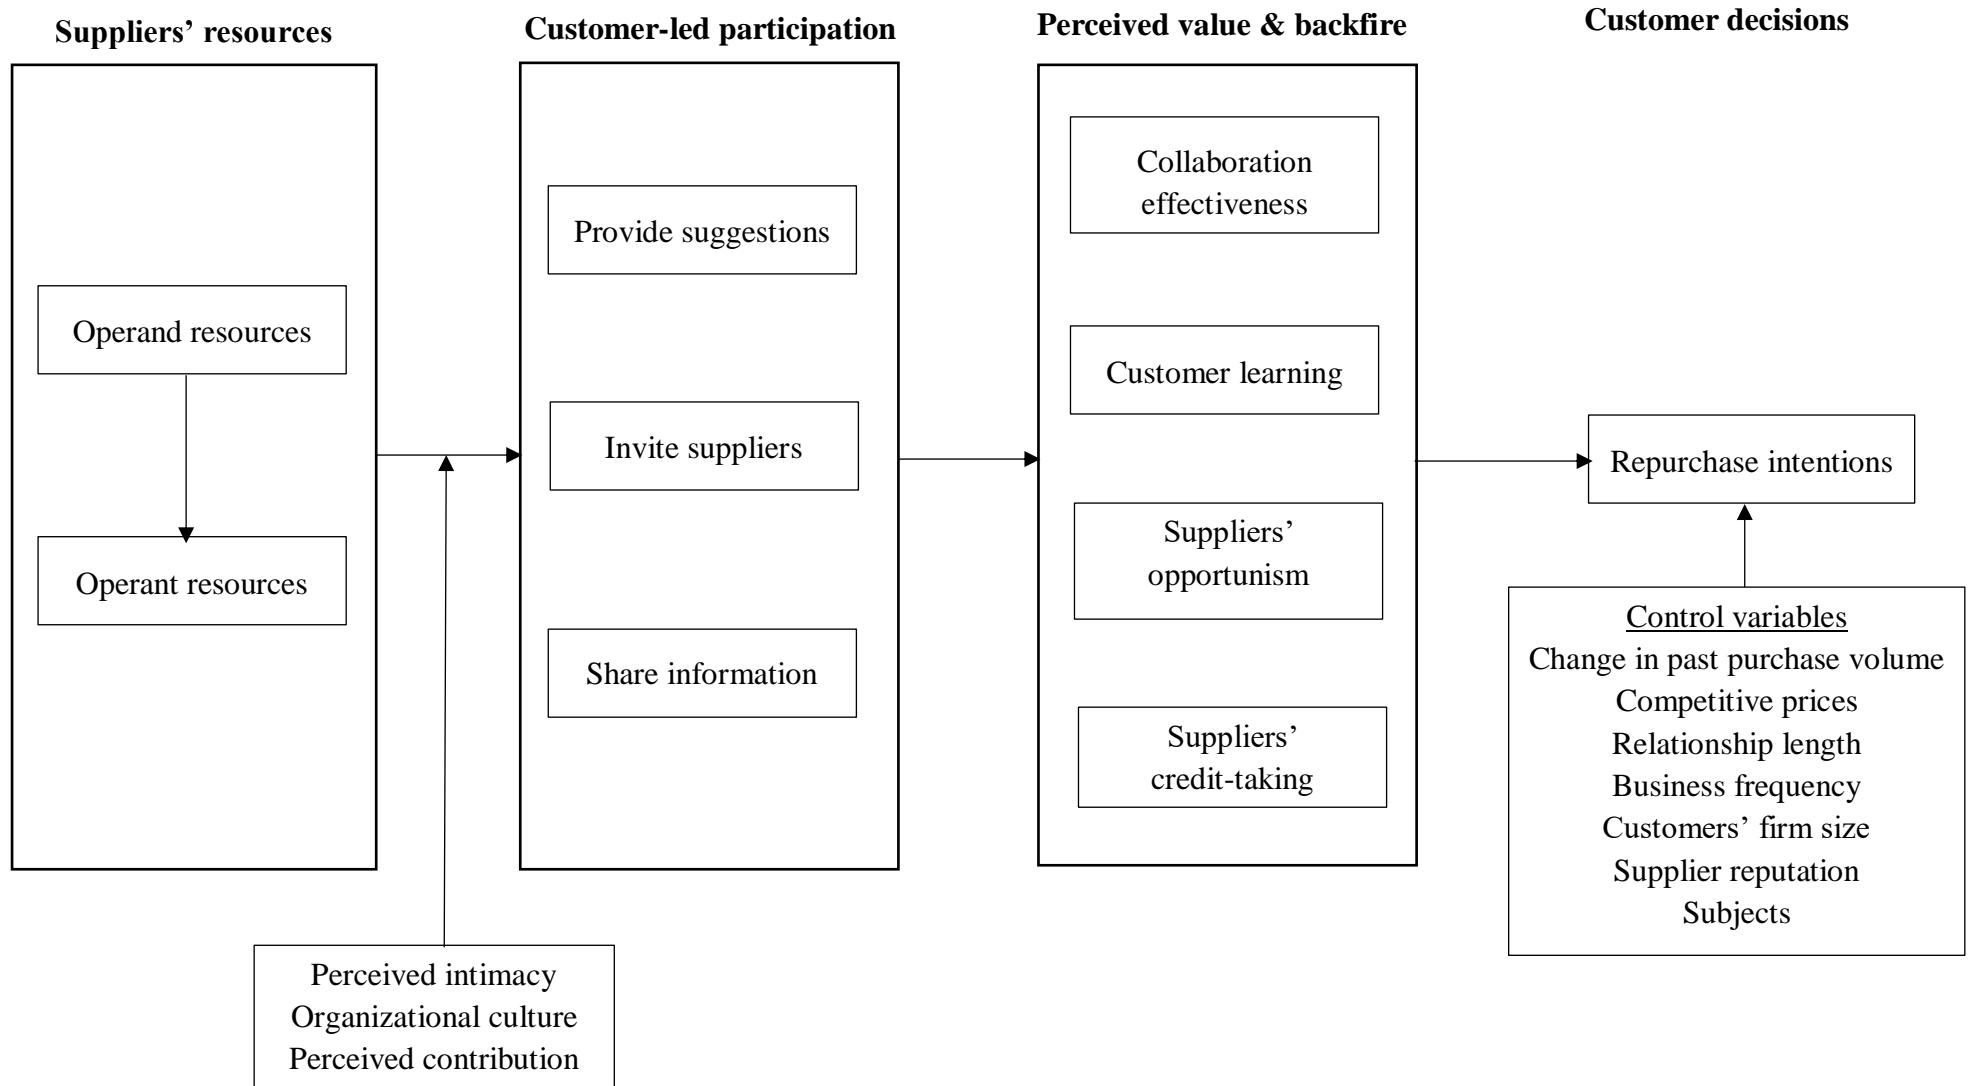 Suppliers’ resources
Operand resources
Operant resources
Customer-led participation
Provide suggestions
Invite suppliers
Share information
Perceived value & backfire
Collaboration
effectiveness
Customer learning
Suppliers’
opportunism
Suppliers’
credit-taking
Customer decisions
Repurchase intentions
Control variables
Change in past purchase volume
Competitive prices
Relationship length
Business frequency
Customers’ firm size
Supplier reputation
Subjects
Perceived intimacy
Organizational culture
Perceived contribution